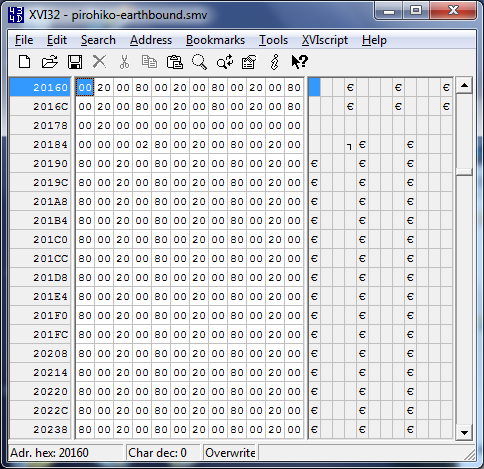 XVI32 - pirohiko-earthbound.smv
File Edit Search Address Bookmarks Tools XVIscript Help
20160 00 20 00 80 00 20 00 80 00 20 00 80 € € €
2016C 00 20 00 80 00 20 00 80 00 20 00 80 € € €
20178 00 20 00 00 00 00 00 00 00 00 00 00
20184 00 00 00 02 80 00 20 00 80 00 20 00 ┐ € €
20190 80 00 20 00 80 00 20 00 80 00 20 00 € € €
2019C 80 00 20 00 80 00 20 00 80 00 20 00 € € €
201A8 80 00 20 00 80 00 20 00 80 00 20 00 € € €
201B4 80 00 20 00 80 00 20 00 80 00 20 00 € € €
201C0 80 00 20 00 80 00 20 00 80 00 20 00 € € €
201CC 80 00 20 00 80 00 20 00 80 00 20 00 € € €
201D8 80 00 20 00 80 00 20 00 80 00 20 00 € € €
201E4 80 00 20 00 80 00 20 00 80 00 20 00 € € €
201F0 80 00 20 00 80 00 20 00 80 00 20 00 € € €
201FC 80 00 20 00 80 00 20 00 80 00 20 00 € € €
20208 80 00 20 00 80 00 20 00 80 00 20 00 € € €
20214 80 00 20 00 80 00 20 00 80 00 20 00 € € €
20220 80 00 20 00 80 00 20 00 80 00 20 00 € € €
2022C 80 00 20 00 80 00 20 00 80 00 20 00 € € €
20238 80 00 20 00 80 00 20 00 80 00 20 00 € € €
Adr. hex: 20160 Char dec: 0 Overwrite